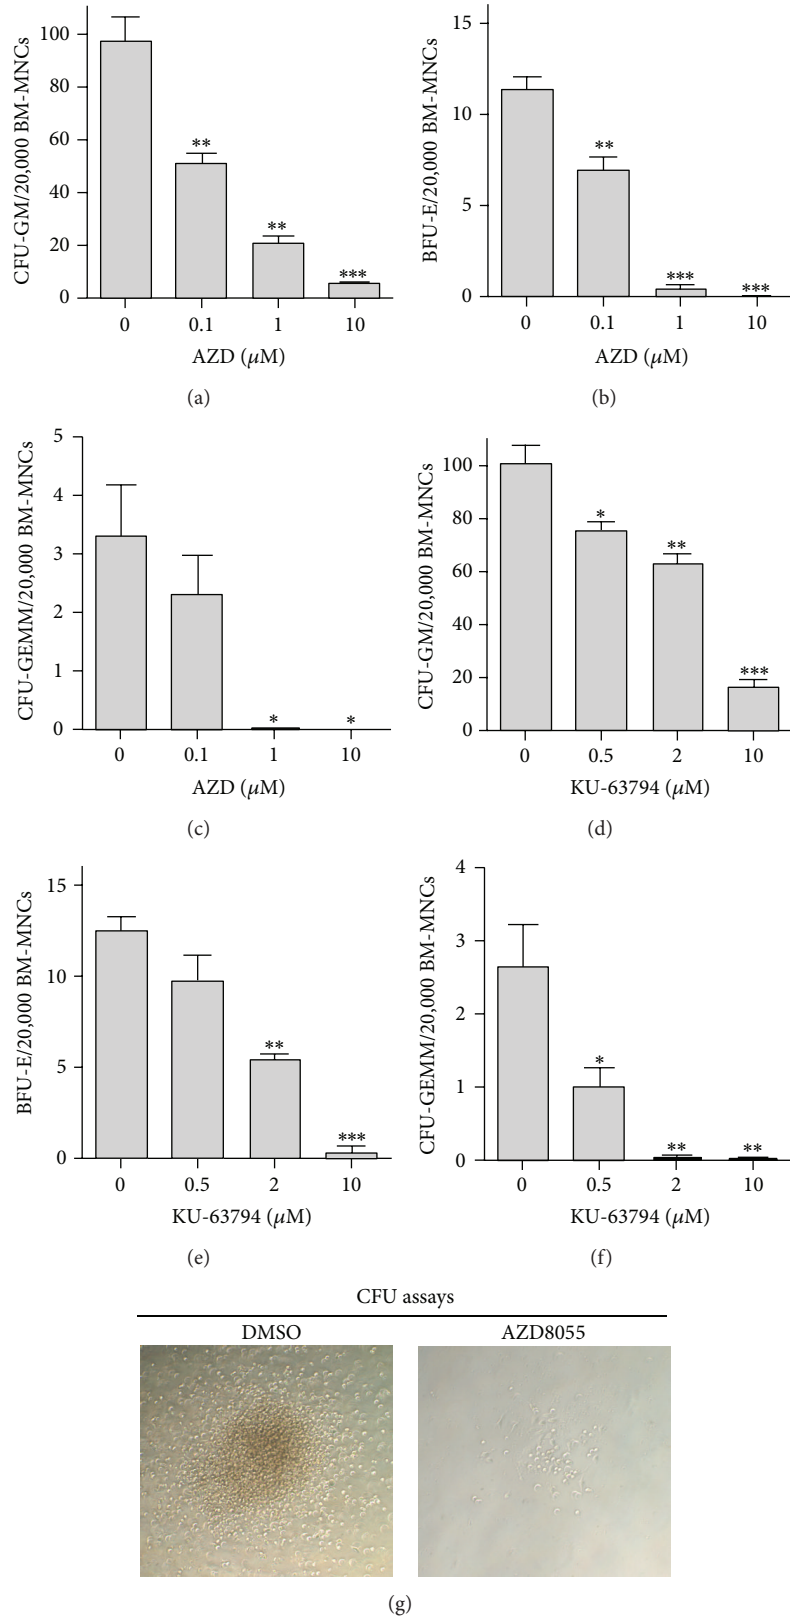 CFU-GM/20,000 BM-MNCs
100
80
60
40
20
0
**
**
***
0 0.1 1 10
AZD (μM)
(a)
BFU-E/20,000 BM-MNCs
15
10
5
0
**
***
***
0 0.1 1 10
AZD (μM)
(b)
CFU-GEMM/20,000 BM-MNCs
5
4
3
2
1
0
*
*
0 0.1 1 10
AZD (μM)
(c)
CFU-GM/20,000 BM-MNCs
100
80
60
40
20
0
*
**
***
0 0.5 2 10
KU-63794 (μM)
(d)
BFU-E/20,000 BM-MNCs
15
10
5
0
**
***
0 0.5 2 10
KU-63794 (μM)
(e)
CFU-GEMM/20,000 BM-MNCs
4
3
2
1
0
*
**
**
0 0.5 2 10
KU-63794 (μM)
(f)
CFU assays
DMSO AZD8055
(g)